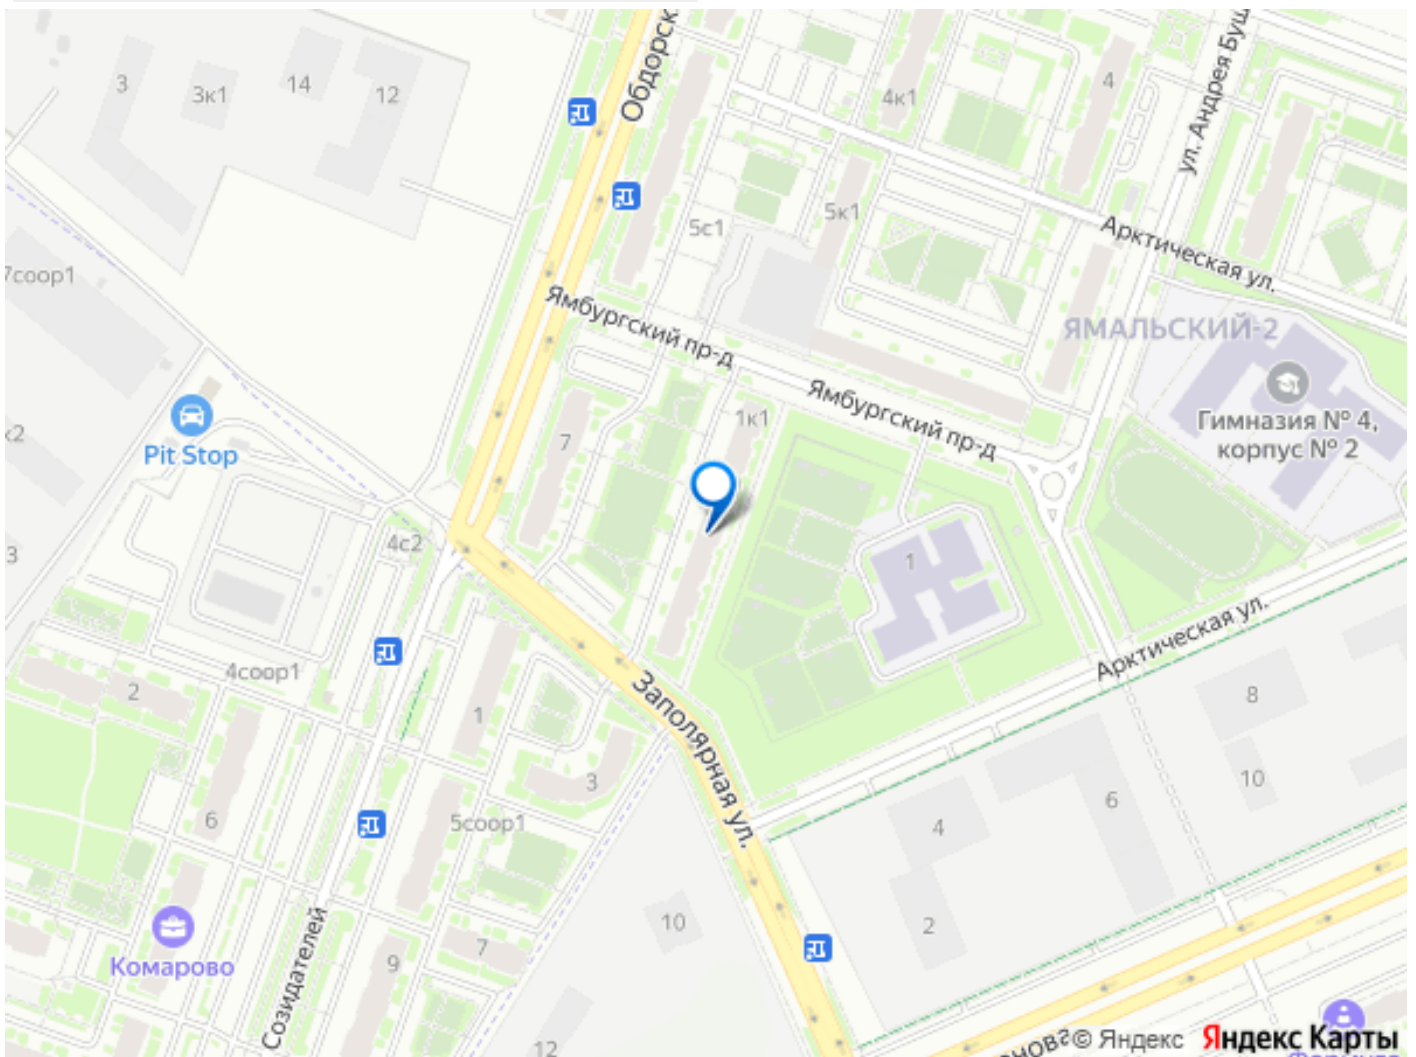 Обдорск
3
3к1
14
12
4к1
4
ул. Андрея Буш
5с1
5к1
Арктическая ул.
7соор1
Ямбургский пр-д
ЯМАЛЬСКИЙ-2
Ямбургский пр-д
Гимназия № 4,
корпус № 2
1к1
7
к2
Pit Stop
4с2
3
1
Арктическая ул.
4соор1
2
1
Заполярная ул.
3
8
10
6
4
6
5соор1
10
2
Комарово
Созидателей
9
7
12
© Яндекс
Яндекс Карты